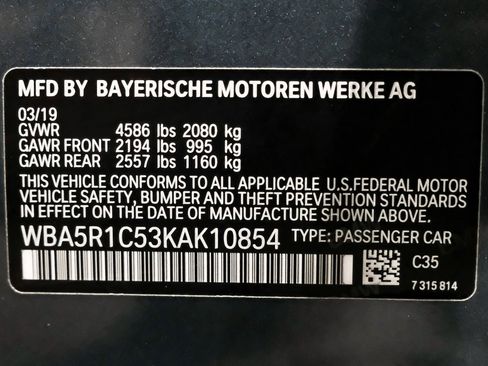 MFD BY BAYERISCHE MOTOREN WERKE AG
03/19
GVWR 4586 lbs 2080 kg
GAWR FRONT 2194 lbs 995 kg
GAWR REAR 2557 lbs 1160 kg
THIS VEHICLE CONFORMS TO ALL APPLICABLE U.S.FEDERAL MOTOR
VEHICLE SAFETY, BUMPER AND THEFT PREVENTION STANDARDS
IN EFFECT ON THE DATE OF MANUFACTURE SHOWN ABOVE.
WBA5R1C53KAK10854 TYPE: PASSENGER CAR
C35
7 315 814